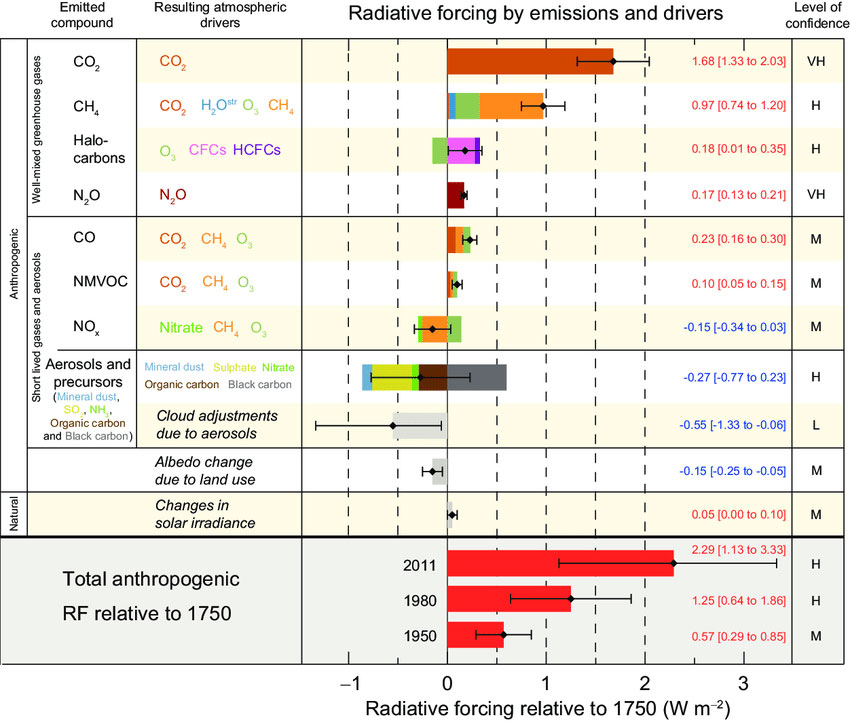 Emitted
compound
Resulting atmospheric
drivers
Radiative forcing by emissions and drivers
Level of
confidence
Anthropogenic
Well-mixed greenhouse gases
CO₂
CO₂
1.68 [1.33 to 2.03]
VH
CH₄
CO₂ H₂Oˢᵗʳ O₃ CH₄
0.97 [0.74 to 1.20]
H
Halo-
carbons
O₃ CFCs HCFCs
0.18 [0.01 to 0.35]
H
N₂O
N₂O
0.17 [0.13 to 0.21]
VH
Short lived gases and aerosols
CO
CO₂ CH₄ O₃
0.23 [0.16 to 0.30]
M
NMVOC
CO₂ CH₄ O₃
0.10 [0.05 to 0.15]
M
NOₓ
Nitrate CH₄ O₃
-0.15 [-0.34 to 0.03]
M
Aerosols and
precursors
(Mineral dust,
SO₂, NH₃,
Organic carbon
and Black carbon)
Mineral dust Sulphate Nitrate
Organic carbon Black carbon
-0.27 [-0.77 to 0.23]
H
Cloud adjustments
due to aerosols
-0.55 [-1.33 to -0.06]
L
Albedo change
due to land use
-0.15 [-0.25 to -0.05]
M
Natural
Changes in
solar irradiance
0.05 [0.00 to 0.10]
M
Total anthropogenic
RF relative to 1750
2011
2.29 [1.13 to 3.33]
H
1980
1.25 [0.64 to 1.86]
H
1950
0.57 [0.29 to 0.85]
M
−1 0 1 2 3
Radiative forcing relative to 1750 (W m⁻²)